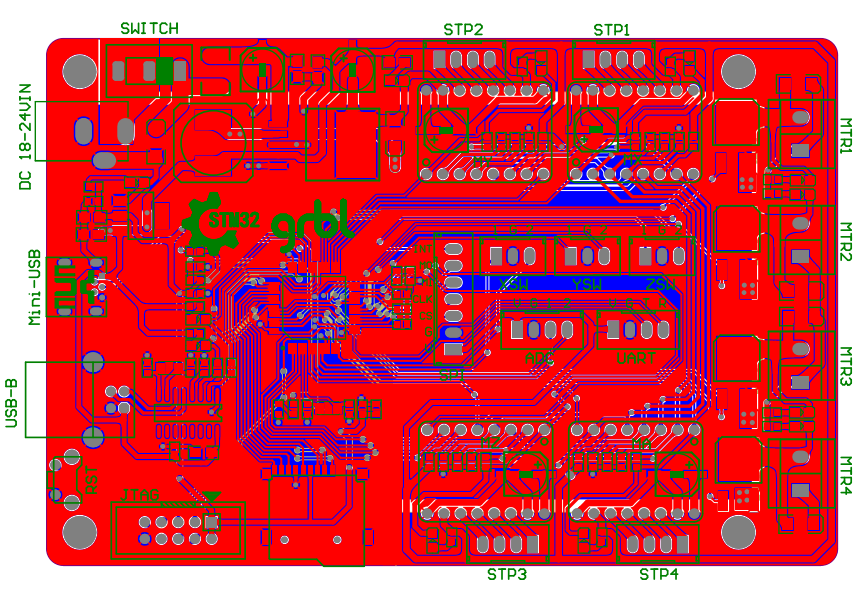 SWITCH
STP2
STP1
DC 18-24VIN
MTR1
STM32
grbl
MTR2
Mini-USB
XSW
YSW
ZSW
ADC
UART
SPI
MTR3
USB-B
MTR4
RST
JTAG
STP3
STP4